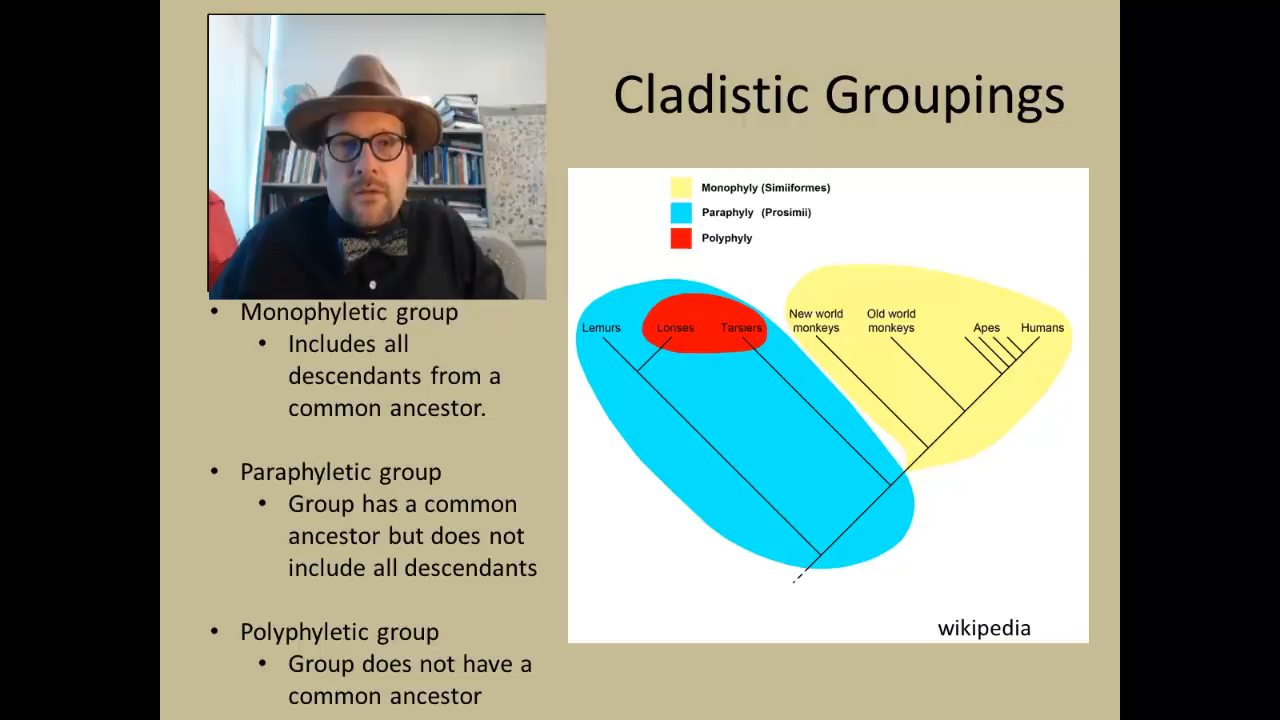 Cladistic Groupings
Monophyly (Simiiformes)
Paraphyly (Prosimii)
Polyphyly
Lemurs
Lorises
Tarsiers
New world
monkeys
Old world
monkeys
Apes
Humans
wikipedia
• Monophyletic group
• Includes all
descendants from a
common ancestor.
• Paraphyletic group
• Group has a common
ancestor but does not
include all descendants
• Polyphyletic group
• Group does not have a
common ancestor